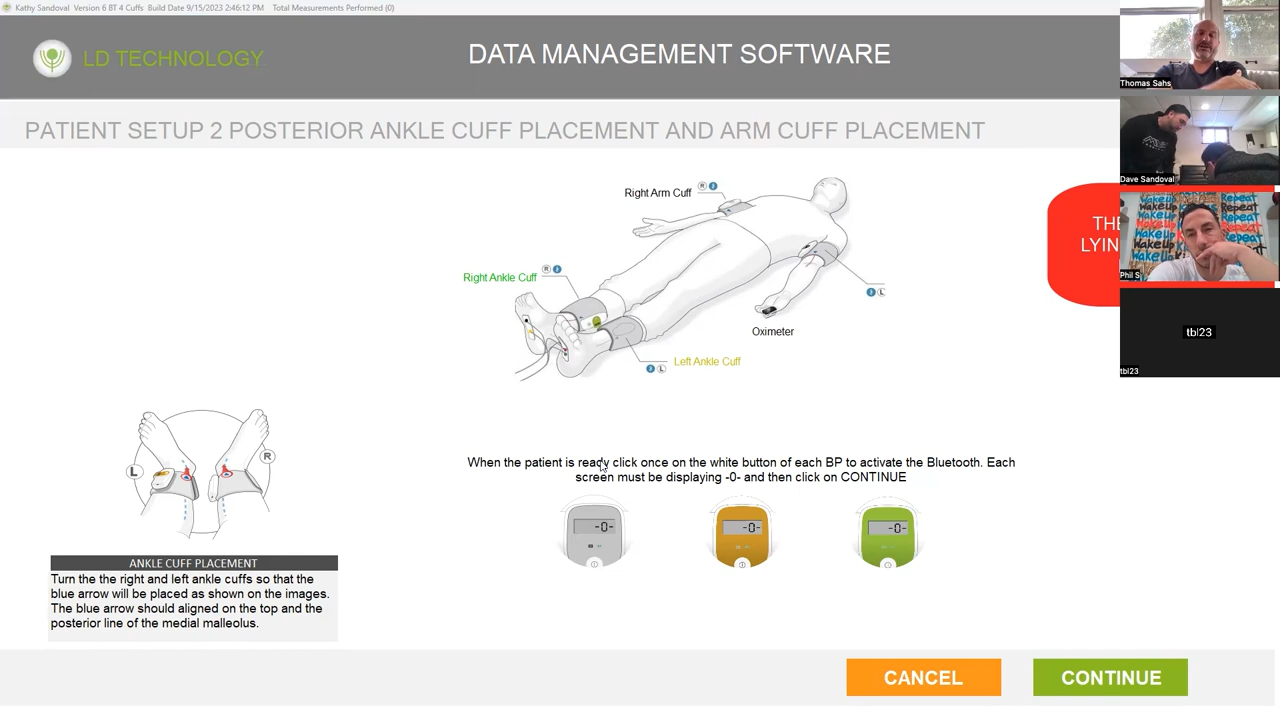 Kathy Sandoval Version 6 BT 4 Cuffs Build Date 9/15/2023 2:46:12 PM Total Measurements Performed (0)
LD TECHNOLOGY
DATA MANAGEMENT SOFTWARE
PATIENT SETUP 2 POSTERIOR ANKLE CUFF PLACEMENT AND ARM CUFF PLACEMENT
Right Arm Cuff R
Right Ankle Cuff R
L
Oximeter
L Left Ankle Cuff
THE
LYIN
Thomas Sahs
Dave Sandoval
WakeUp
Repeat
Phil S
tbl23
tbl23
L
R
When the patient is ready click once on the white button of each BP to activate the Bluetooth. Each
screen must be displaying -0- and then click on CONTINUE
-0-
-0-
-0-
ANKLE CUFF PLACEMENT
Turn the the right and left ankle cuffs so that the
blue arrow will be placed as shown on the images.
The blue arrow should aligned on the top and the
posterior line of the medial malleolus.
CANCEL
CONTINUE